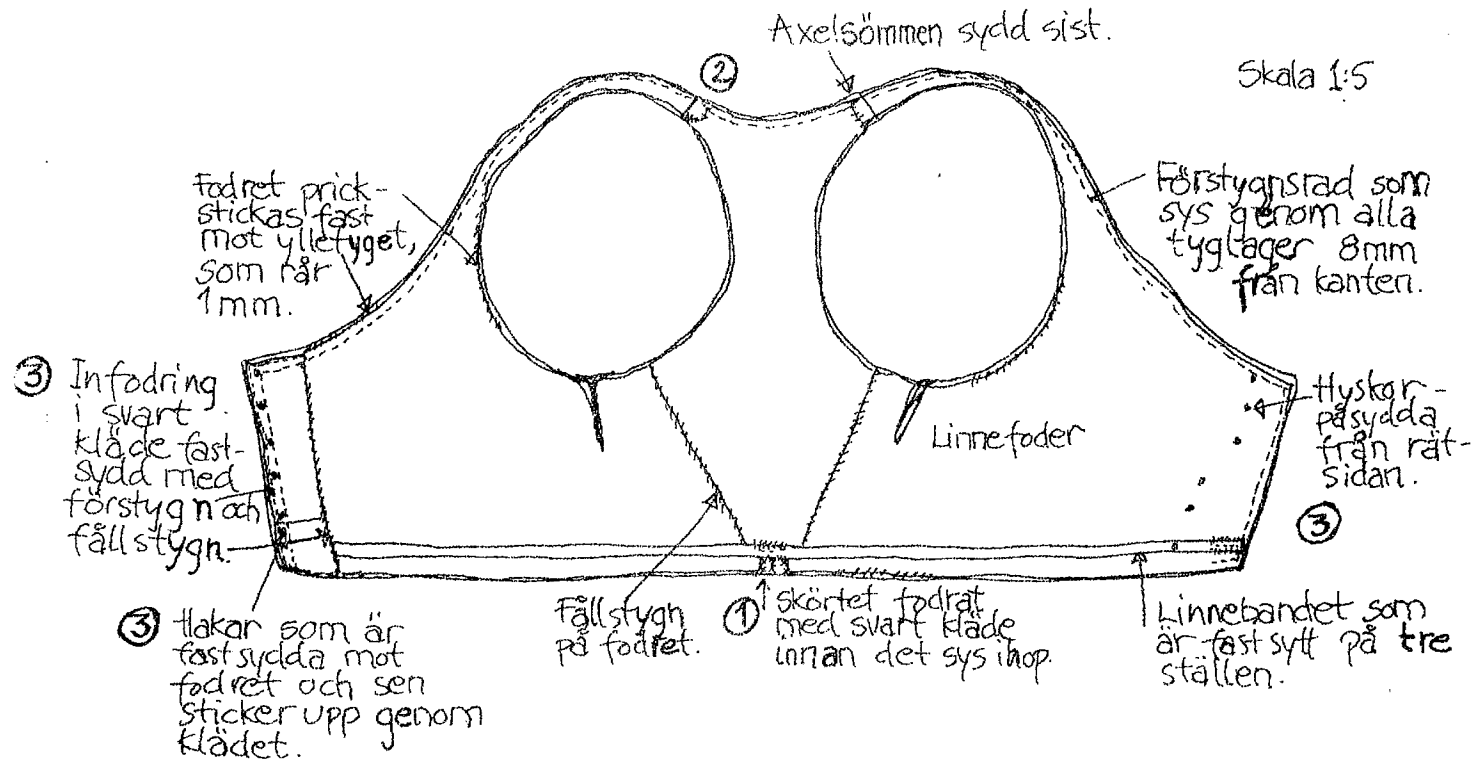 Axelsömmen sydd sist.
Skala 1:5
②
Fodret prick-
stickas fast
mot ylletyget,
som rår
1mm.
Förstygnsrad som
sys genom alla
tyglager 8mm
från kanten.
③ Infodring
i svart
kläde fast-
sydd med
förstygn och
fållstygn.
Linnefoder
Hyskor-
påsydda
från rät-
sidan.
③
③ Hakar som är
fastsydda mot
fodret och sen
sticker upp genom
klädet.
Fållstygn
på fodret.
① Skörtet fodrat
med svart kläde
innan det sys ihop.
Linnebandet som
är fastsytt på tre
ställen.